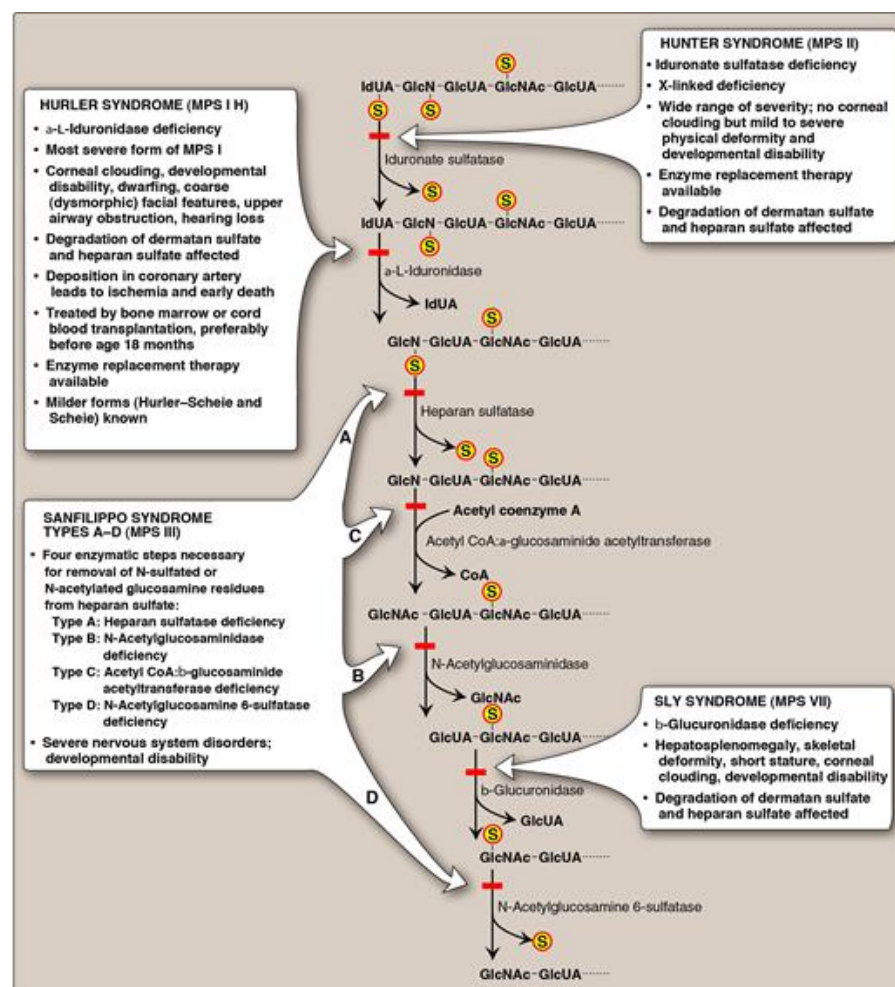 HURLER SYNDROME (MPS I H)
• a-L-Iduronidase deficiency
• Most severe form of MPS I
• Corneal clouding, developmental
disability, dwarfing, coarse
(dysmorphic) facial features, upper
airway obstruction, hearing loss
• Degradation of dermatan sulfate
and heparan sulfate affected
• Deposition in coronary artery
leads to ischemia and early death
• Treated by bone marrow or cord
blood transplantation, preferably
before age 18 months
• Enzyme replacement therapy
available
• Milder forms (Hurler–Scheie and
Scheie) known
HUNTER SYNDROME (MPS II)
• Iduronate sulfatase deficiency
• X-linked deficiency
• Wide range of severity; no corneal
clouding but mild to severe
physical deformity and
developmental disability
• Enzyme replacement therapy
available
• Degradation of dermatan sulfate
and heparan sulfate affected
S
IdUA–GlcN–GlcUA–GlcNAc–GlcUA
S S
Iduronate sulfatase
S
S
IdUA–GlcN–GlcUA–GlcNAc–GlcUA
S
a-L-Iduronidase
IdUA
S
GlcN–GlcUA–GlcNAc–GlcUA
S
Heparan sulfatase
S
S
GlcN–GlcUA–GlcNAc–GlcUA
Acetyl coenzyme A
Acetyl CoA:a-glucosaminide acetyltransferase
CoA
S
GlcNAc–GlcUA–GlcNAc–GlcUA
N-Acetylglucosaminidase
GlcNAc
S
GlcUA–GlcNAc–GlcUA
b-Glucuronidase
GlcUA
S
GlcNAc–GlcUA
N-Acetylglucosamine 6-sulfatase
S
GlcNAc–GlcUA
A
C
B
D
SANFILIPPO SYNDROME
TYPES A–D (MPS III)
• Four enzymatic steps necessary
for removal of N-sulfated or
N-acetylated glucosamine residues
from heparan sulfate:
Type A: Heparan sulfatase deficiency
Type B: N-Acetylglucosaminidase
deficiency
Type C: Acetyl CoA:b-glucosaminide
acetyltransferase deficiency
Type D: N-Acetylglucosamine 6-sulfatase
deficiency
• Severe nervous system disorders;
developmental disability
SLY SYNDROME (MPS VII)
• b-Glucuronidase deficiency
• Hepatosplenomegaly, skeletal
deformity, short stature, corneal
clouding, developmental disability
• Degradation of dermatan sulfate
and heparan sulfate affected